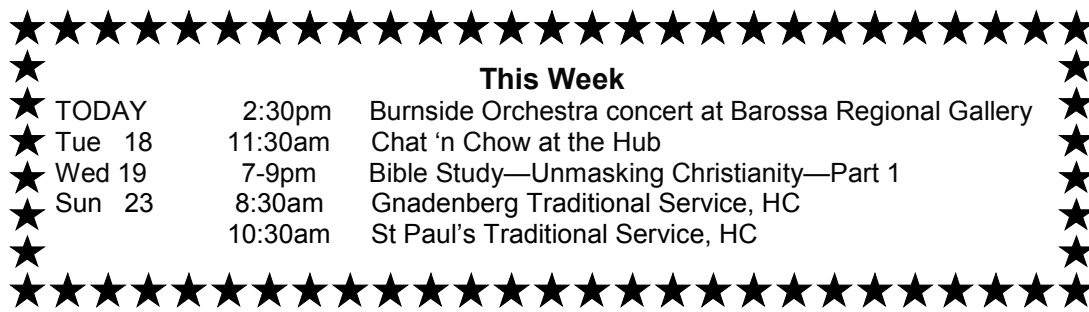 This Week
TODAY 2:30pm Burnside Orchestra concert at Barossa Regional Gallery
Tue 18 11:30am Chat ‘n Chow at the Hub
Wed 19 7-9pm Bible Study—Unmasking Christianity—Part 1
Sun 23 8:30am Gnadenberg Traditional Service, HC
10:30am St Paul’s Traditional Service, HC